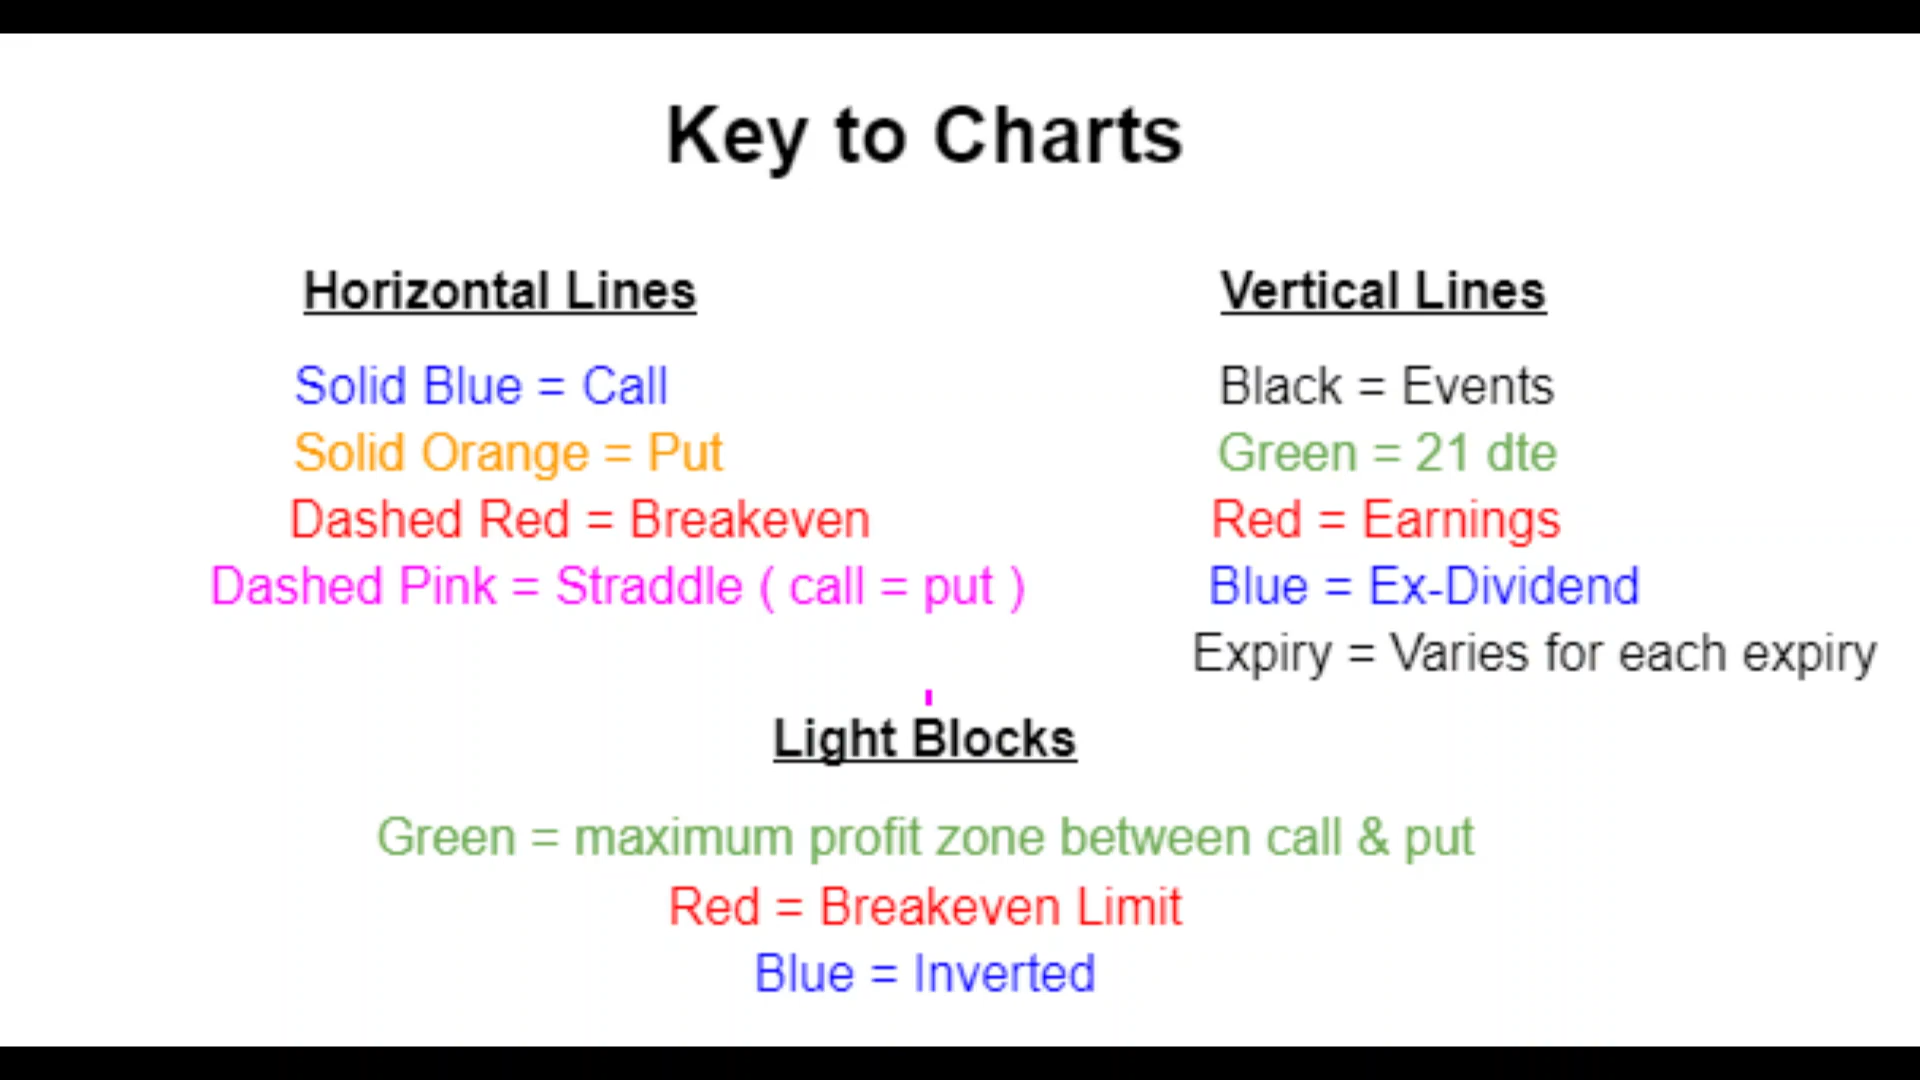 Key to Charts
Horizontal Lines
Solid Blue = Call
Solid Orange = Put
Dashed Red = Breakeven
Dashed Pink = Straddle ( call = put )
Vertical Lines
Black = Events
Green = 21 dte
Red = Earnings
Blue = Ex-Dividend
Expiry = Varies for each expiry
Light Blocks
Green = maximum profit zone between call & put
Red = Breakeven Limit
Blue = Inverted